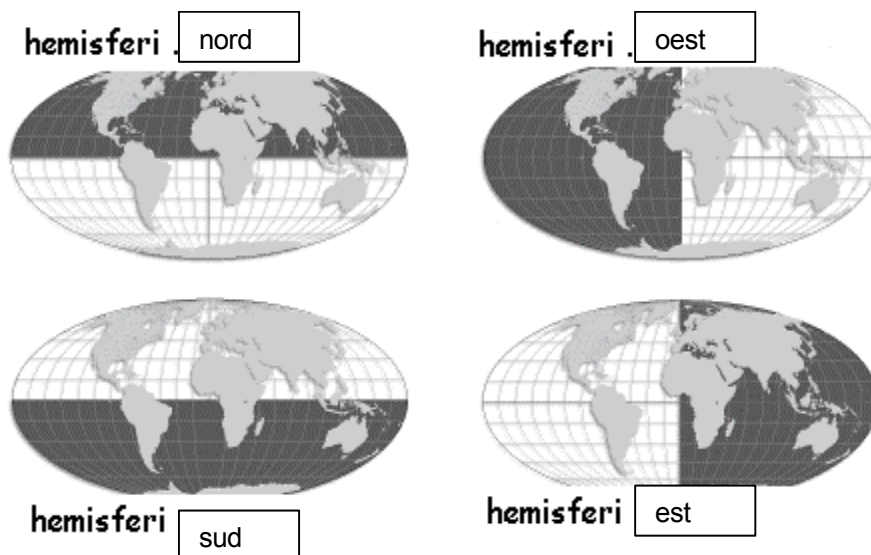 hemisferi . nord
hemisferi . oest
hemisferi sud
hemisferi est